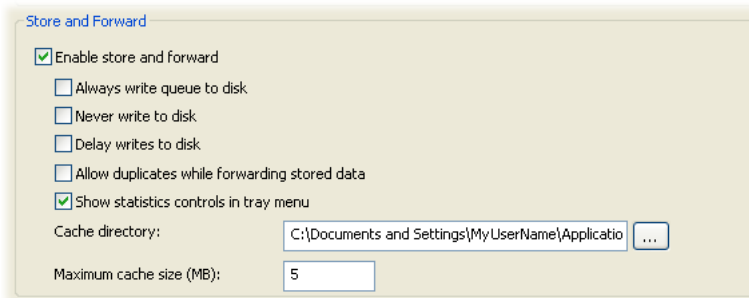 Store and Forward
Enable store and forward
Always write queue to disk
Never write to disk
Delay writes to disk
Allow duplicates while forwarding stored data
Show statistics controls in tray menu
Cache directory: C:\Documents and Settings\MyUserName\Applicatio ...
Maximum cache size (MB): 5